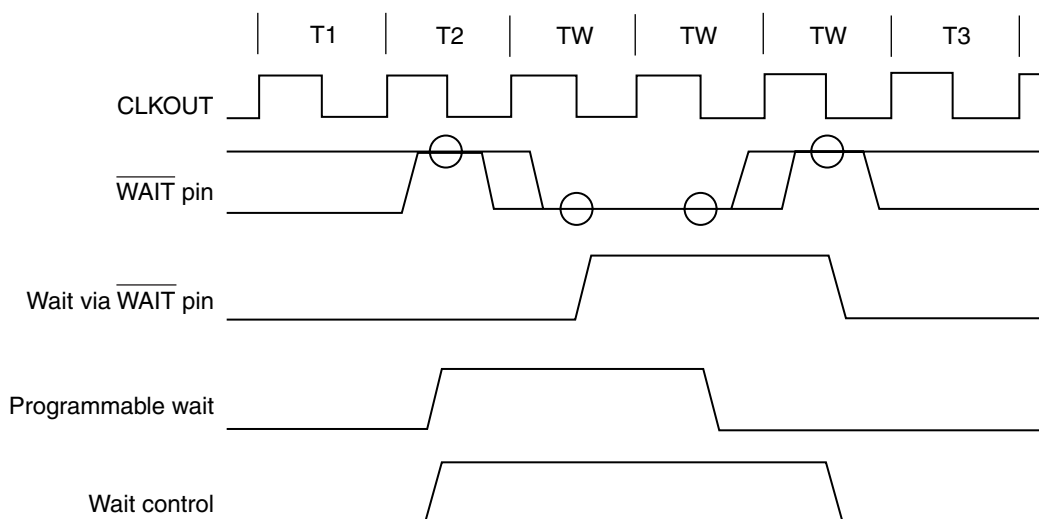 T1 T2 TW TW TW T3
CLKOUT
WAIT pin
Wait via WAIT pin
Programmable wait
Wait control